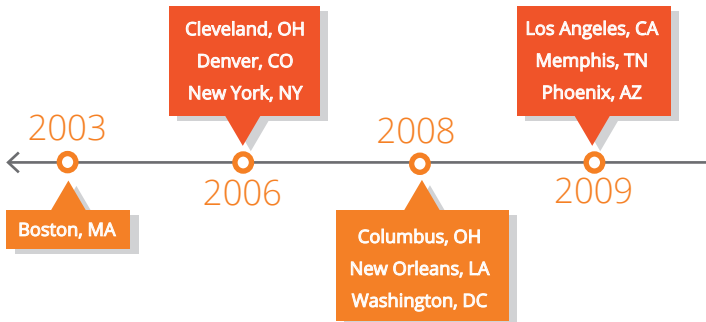 2003
Boston, MA
Cleveland, OH
Denver, CO
New York, NY
2006
2008
Columbus, OH
New Orleans, LA
Washington, DC
Los Angeles, CA
Memphis, TN
Phoenix, AZ
2009